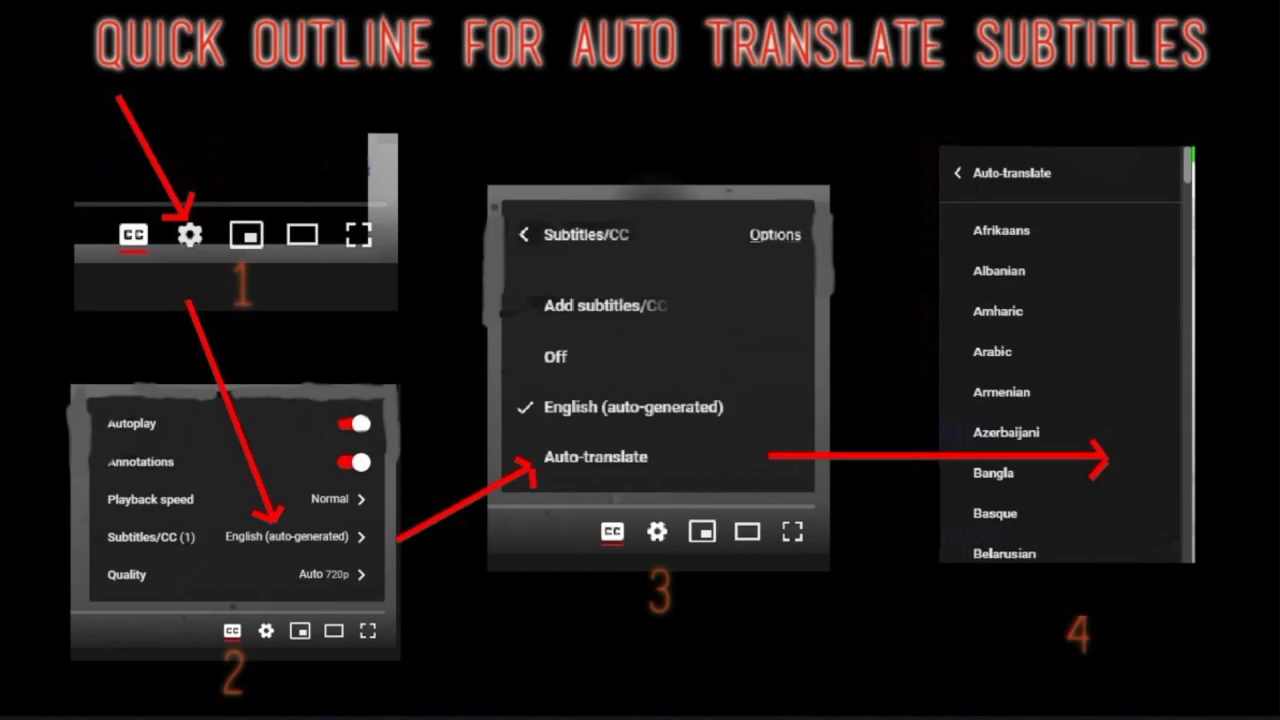 QUICK OUTLINE FOR AUTO TRANSLATE SUBTITLES
CC
1
Autoplay
Annotations
Playback speed Normal
Subtitles/CC (1) English (auto-generated)
Quality Auto 720p
CC
2
Subtitles/CC Options
Add subtitles/CC
Off
English (auto-generated)
Auto-translate
CC
3
Auto-translate
Afrikaans
Albanian
Amharic
Arabic
Armenian
Azerbaijani
Bangla
Basque
Belarusian
4